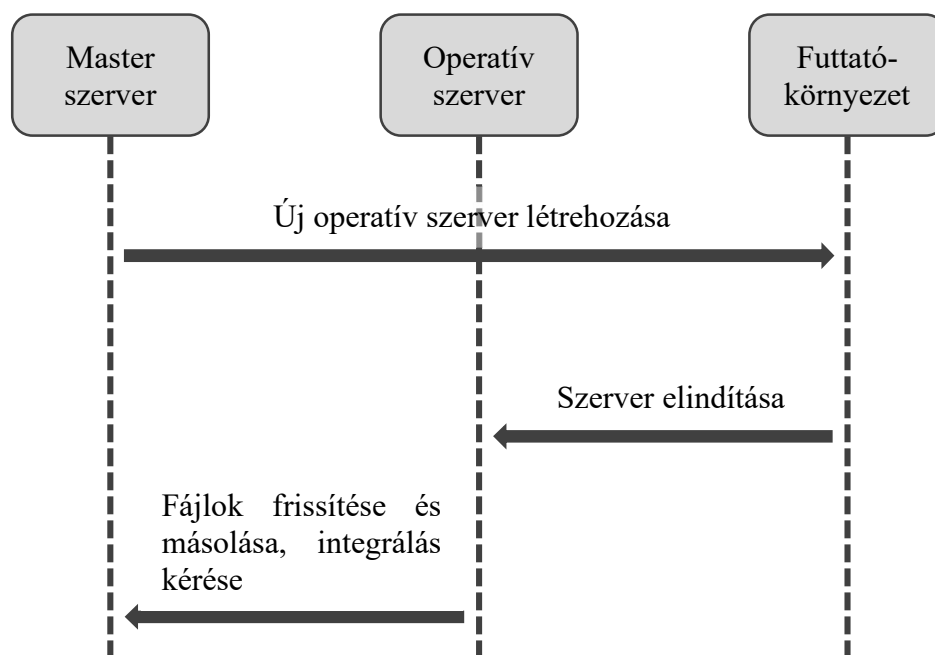 Master
szerver
Operatív
szerver
Futtató-
környezet
Új operatív szerver létrehozása
Szerver elindítása
Fájlok frissítése és
másolása, integrálás
kérése